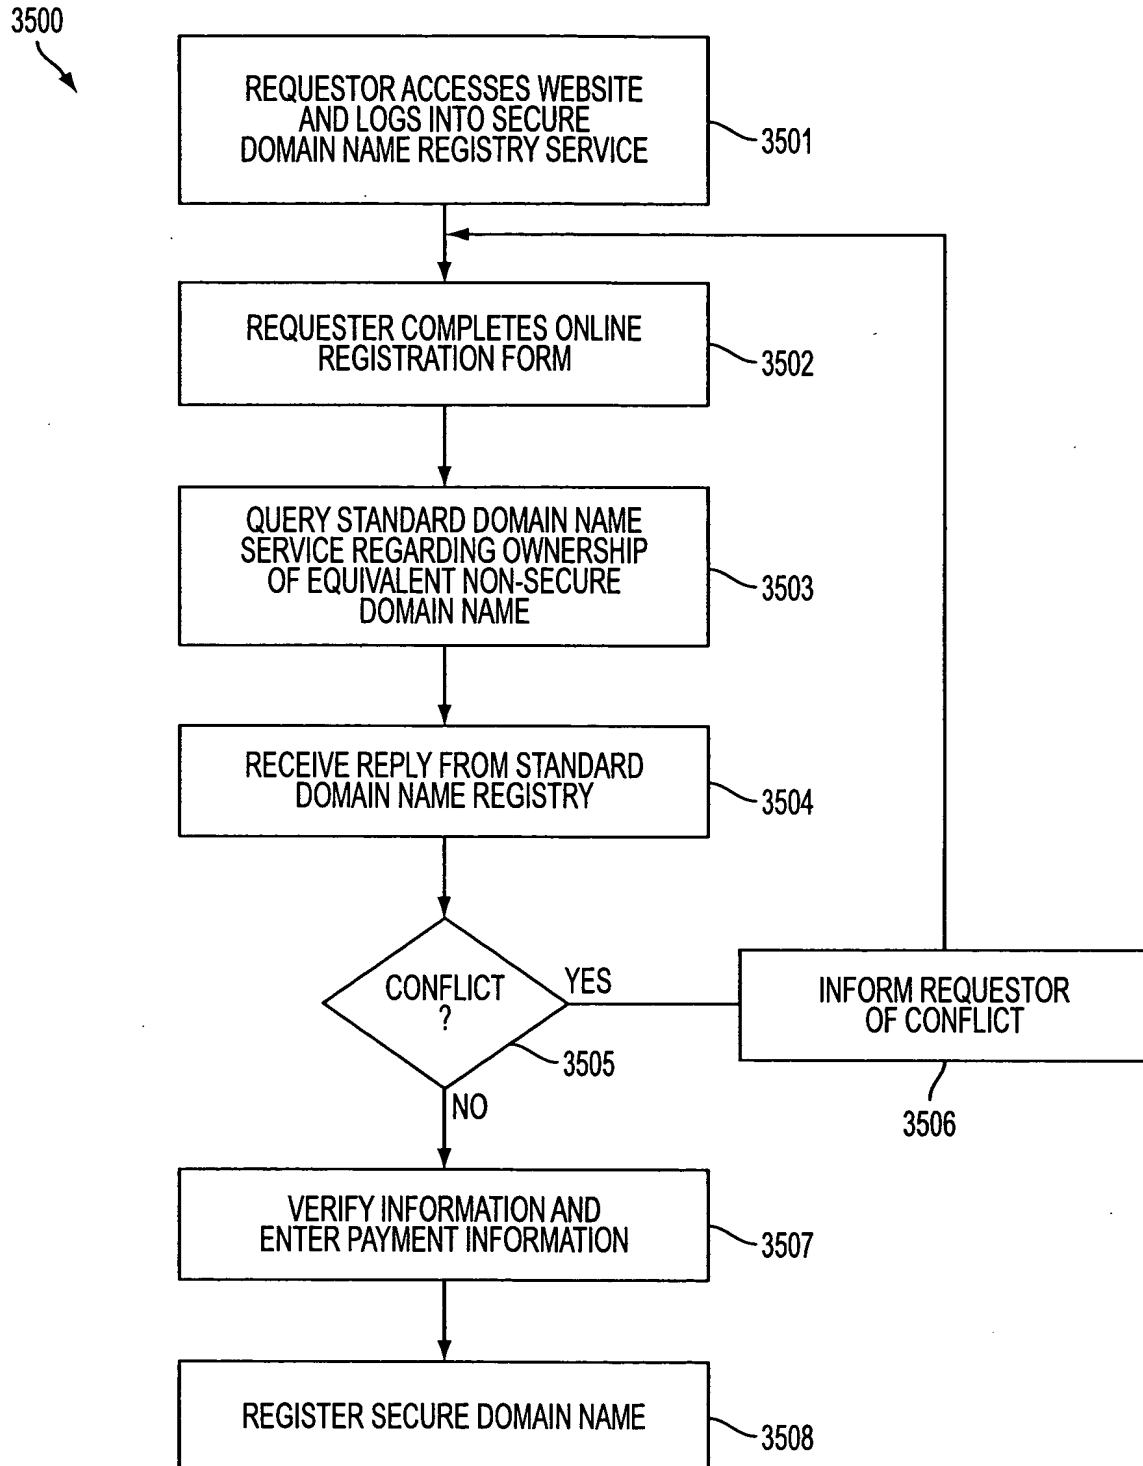 3500
REQUESTOR ACCESSES WEBSITE
AND LOGS INTO SECURE
DOMAIN NAME REGISTRY SERVICE
3501
REQUESTER COMPLETES ONLINE
REGISTRATION FORM
3502
QUERY STANDARD DOMAIN NAME
SERVICE REGARDING OWNERSHIP
OF EQUIVALENT NON-SECURE
DOMAIN NAME
3503
RECEIVE REPLY FROM STANDARD
DOMAIN NAME REGISTRY
3504
CONFLICT
?
YES
3505
INFORM REQUESTOR
OF CONFLICT
3506
NO
VERIFY INFORMATION AND
ENTER PAYMENT INFORMATION
3507
REGISTER SECURE DOMAIN NAME
3508